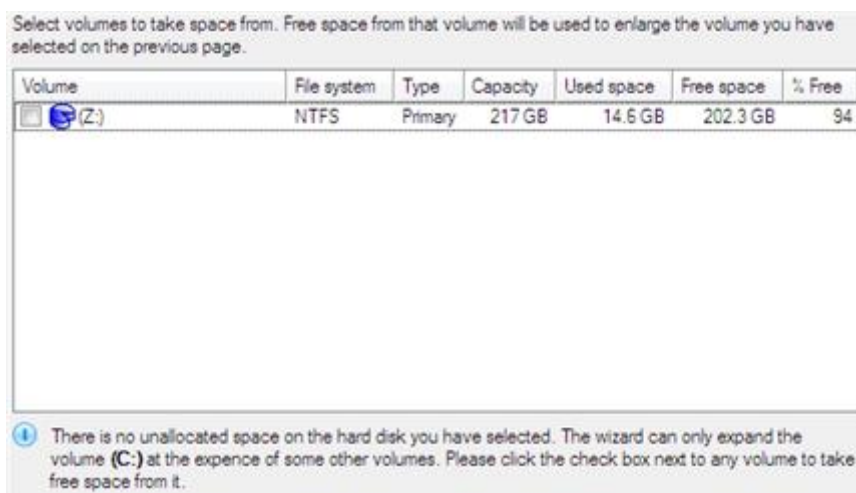 Select volumes to take space from. Free space from that volume will be used to enlarge the volume you have
selected on the previous page.
Volume File system Type Capacity Used space Free space % Free
(Z:) NTFS Primary 217 GB 14.6 GB 202.3 GB 94
There is no unallocated space on the hard disk you have selected. The wizard can only expand the
volume (C:) at the expence of some other volumes. Please click the check box next to any volume to take
free space from it.